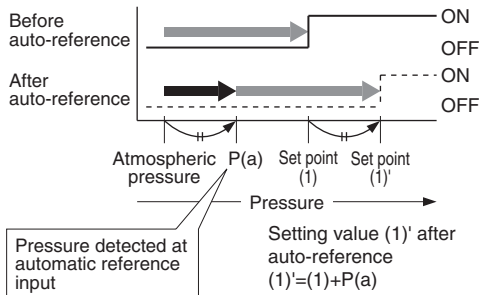 Before
auto-reference
ON
OFF
After
auto-reference
ON
OFF
Atmospheric
pressure
P(a)
Set point
(1)
Set point
(1)'
Pressure
Pressure detected at
automatic reference
input
Setting value (1)' after
auto-reference
(1)'=(1)+P(a)